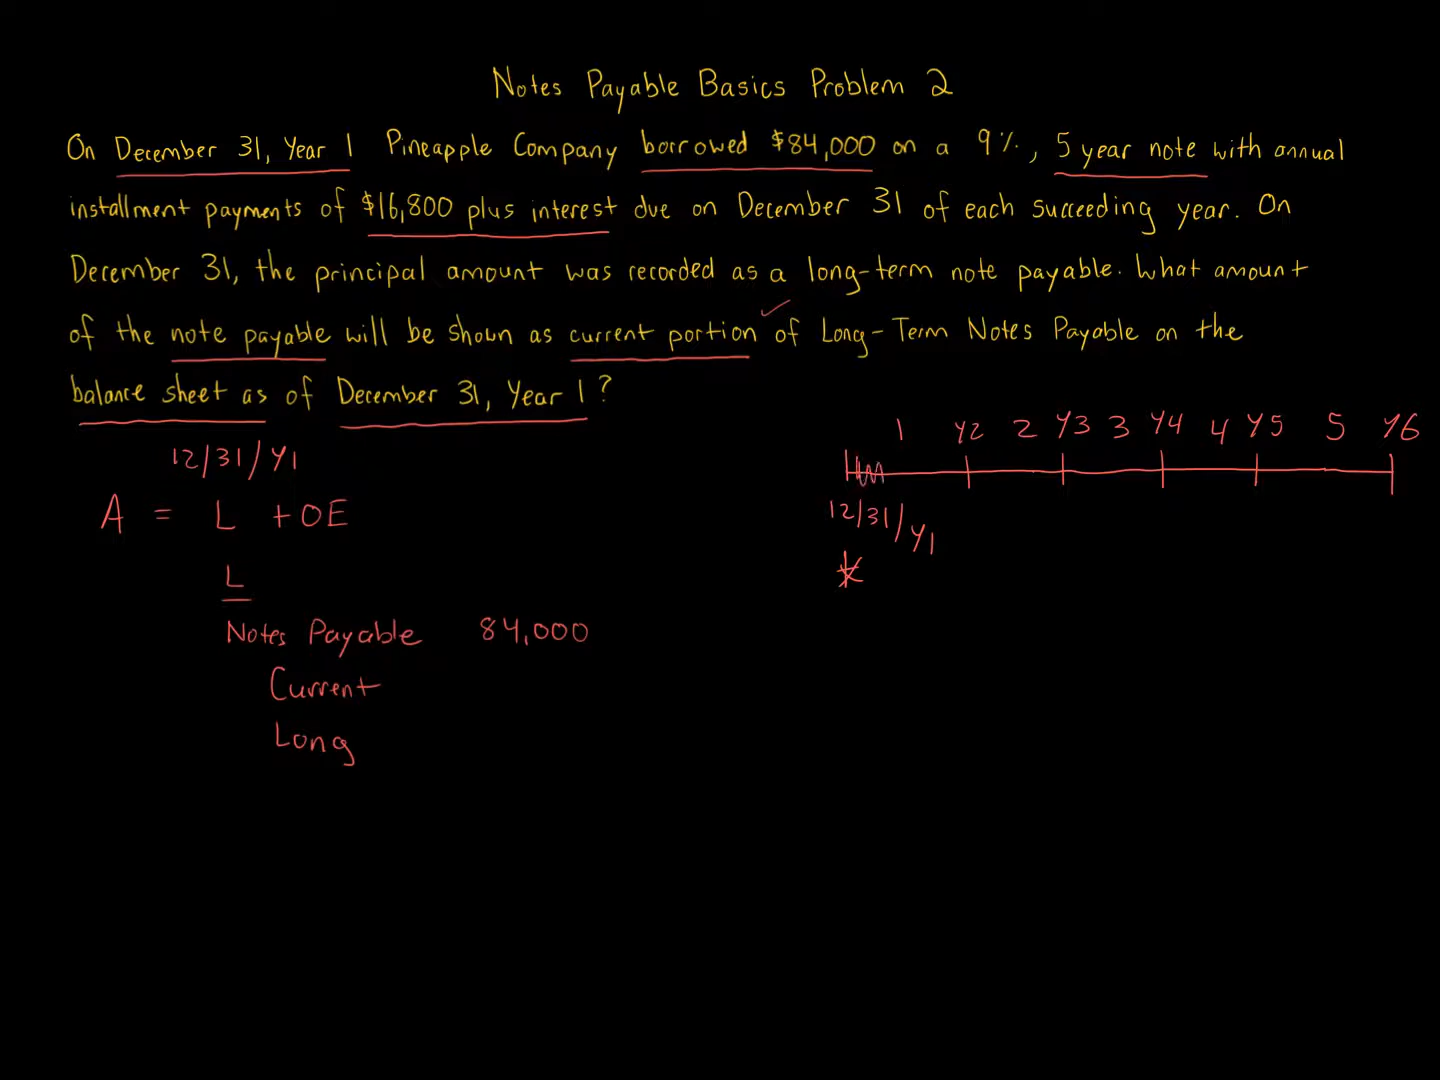 Notes Payable Basics Problem 2
On December 31, Year 1 Pineapple Company borrowed $84,000 on a 9%, 5 year note with annual
installment payments of $16,800 plus interest due on December 31 of each succeeding year. On
December 31, the principal amount was recorded as a long-term note payable. What amount
of the note payable will be shown as current portion of Long-Term Notes Payable on the
balance sheet as of December 31, Year 1?
1 Y2 2 Y3 3 Y4 4 Y5 5 Y6
12/31/Y1
12/31/Y1
A = L + OE
L
Notes Payable 84,000
Current
Long